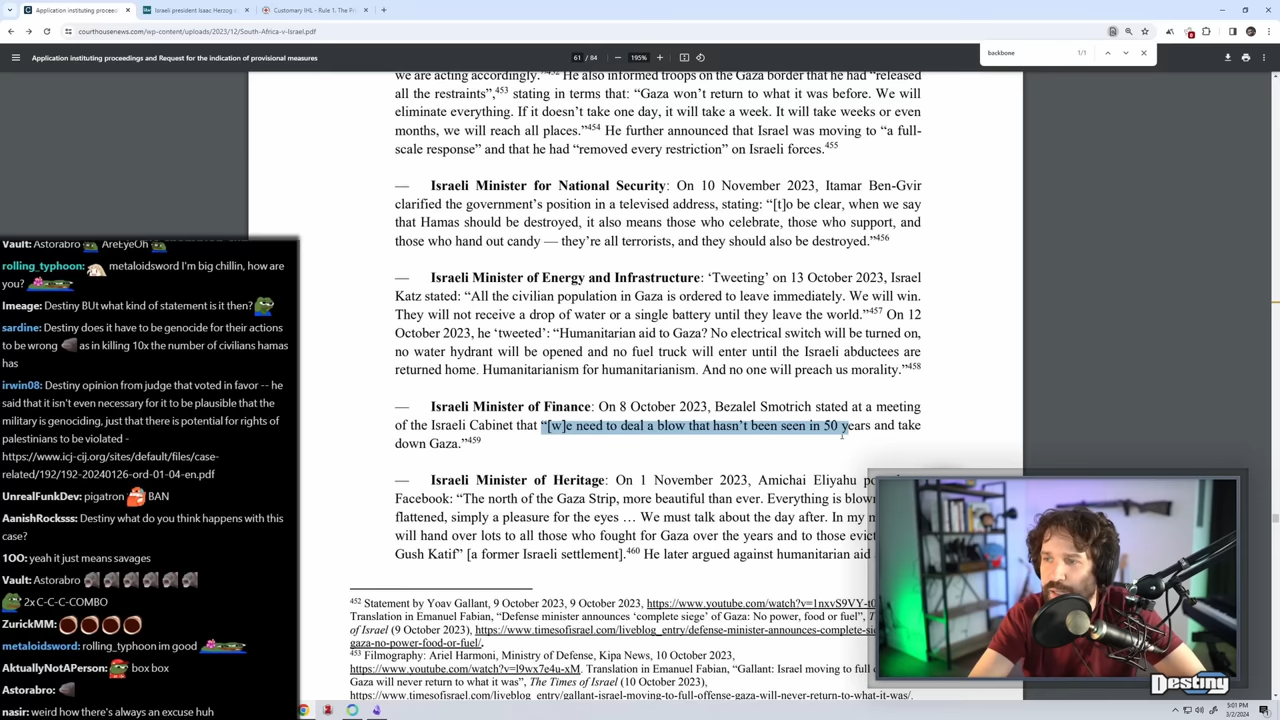 Application instituting proceed
Israeli president Isaac Herzog
Customary IHL - Rule 1. The Pr
courthousenews.com/wp-content/uploads/2023/12/South-Africa-v-Israel.pdf
Application instituting proceedings and Request for the indication of provisional measures
61 / 84
195%
backbone
1/1
we are acting accordingly.”452 He also informed troops on the Gaza border that he had “released
all the restraints”,453 stating in terms that: “Gaza won’t return to what it was before. We will
eliminate everything. If it doesn’t take one day, it will take a week. It will take weeks or even
months, we will reach all places.”454 He further announced that Israel was moving to “a full-
scale response” and that he had “removed every restriction” on Israeli forces.455
— Israeli Minister for National Security: On 10 November 2023, Itamar Ben-Gvir
clarified the government’s position in a televised address, stating: “[t]o be clear, when we say
that Hamas should be destroyed, it also means those who celebrate, those who support, and
those who hand out candy — they’re all terrorists, and they should also be destroyed.”456
— Israeli Minister of Energy and Infrastructure: ‘Tweeting’ on 13 October 2023, Israel
Katz stated: “All the civilian population in Gaza is ordered to leave immediately. We will win.
They will not receive a drop of water or a single battery until they leave the world.”457 On 12
October 2023, he ‘tweeted’: “Humanitarian aid to Gaza? No electrical switch will be turned on,
no water hydrant will be opened and no fuel truck will enter until the Israeli abductees are
returned home. Humanitarianism for humanitarianism. And no one will preach us morality.”458
— Israeli Minister of Finance: On 8 October 2023, Bezalel Smotrich stated at a meeting
of the Israeli Cabinet that “[w]e need to deal a blow that hasn’t been seen in 50 years and take
down Gaza.”459
— Israeli Minister of Heritage: On 1 November 2023, Amichai Eliyahu po
Facebook: “The north of the Gaza Strip, more beautiful than ever. Everything is blown
flattened, simply a pleasure for the eyes … We must talk about the day after. In my m
will hand over lots to all those who fought for Gaza over the years and to those evict
Gush Katif” [a former Israeli settlement].460 He later argued against humanitarian aid
452 Statement by Yoav Gallant, 9 October 2023, 9 October 2023, https://www.youtube.com/watch?v=1nxvS9VY-t0
Translation in Emanuel Fabian, “Defense minister announces ‘complete siege’ of Gaza: No power, food or fuel”, T
of Israel (9 October 2023), https://www.timesofisrael.com/liveblog_entry/defense-minister-announces-complete-sie
gaza-no-power-food-or-fuel/.
453 Filmography: Ariel Harmoni, Ministry of Defense, Kipa News, 10 October 2023,
https://www.youtube.com/watch?v=l9wx7e4u-xM. Translation in Emanuel Fabian, “Gallant: Israel moving to full o
Gaza will never return to what it was”, The Times of Israel (10 October 2023),
https://www.timesofisrael.com/liveblog_entry/gallant-israel-moving-to-full-offense-gaza-will-never-return-to-what-it-was/.
Vault: Astorabro AreEyeOh
rolling_typhoon: metaloidsword I'm big chillin, how are
you?
Imeage: Destiny BUt what kind of statement is it then?
sardine: Destiny does it have to be genocide for their actions
to be wrong as in killing 10x the number of civilians hamas
has
irwin08: Destiny opinion from judge that voted in favor -- he
said that it isn't even necessary for it to be plausible that the
military is genociding, just that there is potential for rights of
palestinians to be violated -
https://www.icj-cij.org/sites/default/files/case-
related/192/192-20240126-ord-01-04-en.pdf
UnrealFunkDev: pigatron BAN
AanishRocksss: Destiny what do you think happens with this
case?
1OO: yeah it just means savages
Vault: Astorabro
2x C-C-C-COMBO
ZurickMM:
metaloidsword: rolling_typhoon im good
AktuallyNotAPerson: box box
Astorabro:
nasir: weird how there's always an excuse huh
Destiny
5:01 PM
3/2/2024